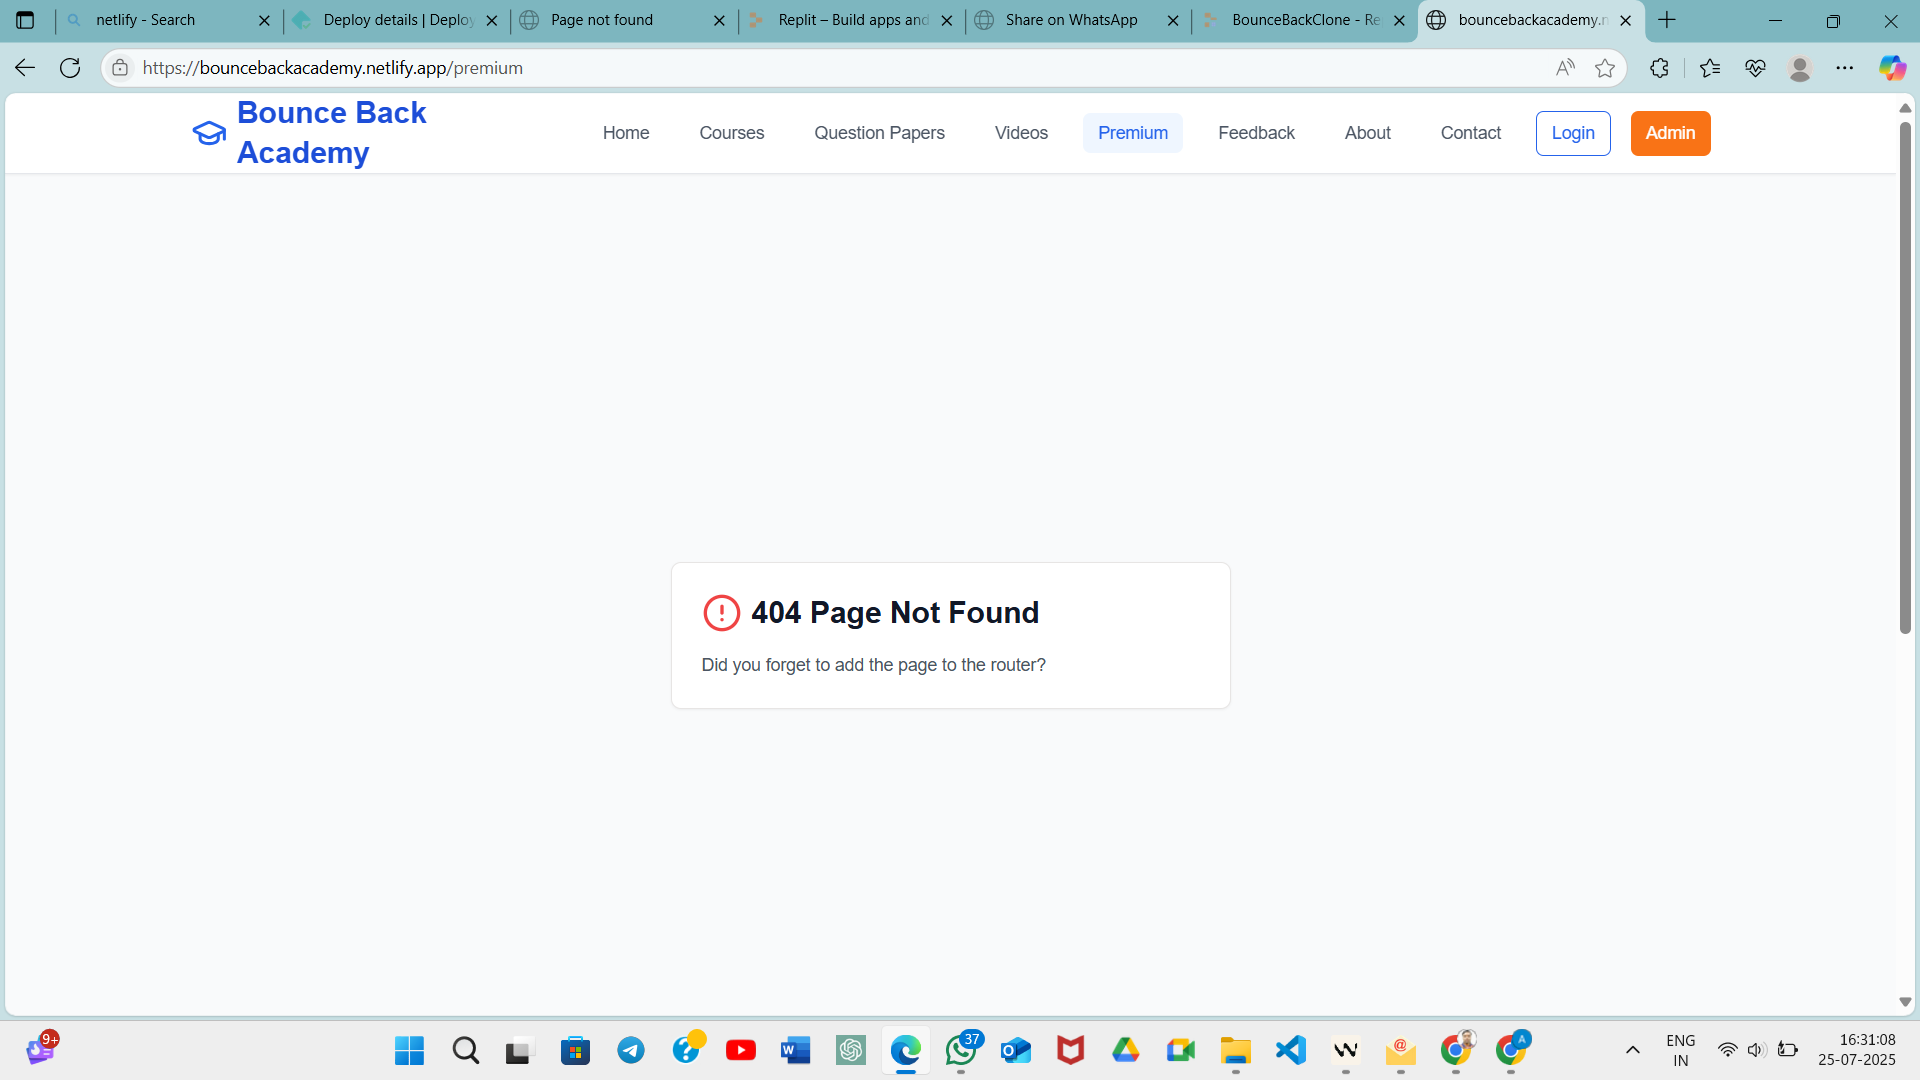 netlify - Search
Deploy details | Deploy
Page not found
Replit – Build apps and
Share on WhatsApp
BounceBackClone - Re
bouncebackacademy.n
https://bouncebackacademy.netlify.app/premium
Bounce Back
Academy
Home
Courses
Question Papers
Videos
Premium
Feedback
About
Contact
Login
Admin
404 Page Not Found
Did you forget to add the page to the router?
9+
37
A
ENG
IN
16:31:08
25-07-2025